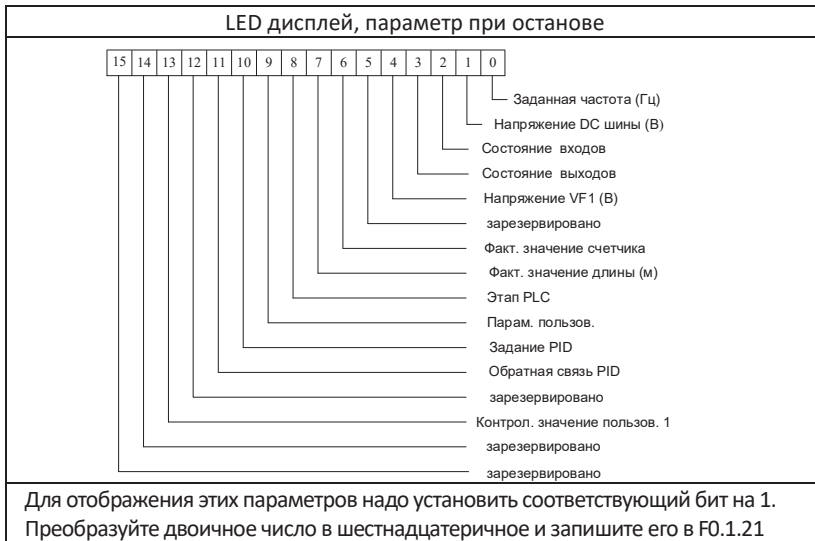 LED дисплей, параметр при останове
15 14 13 12 11 10 9 8 7 6 5 4 3 2 1 0
Заданная частота (Гц)
Напряжение DC шины (В)
Состояние входов
Состояние выходов
Напряжение VF1 (В)
зарезервировано
Факт. значение счетчика
Факт. значение длины (м)
Этап PLC
Парам. пользов.
Задание PID
Обратная связь PID
зарезервировано
Контрол. значение пользов. 1
зарезервировано
зарезервировано
Для отображения этих параметров надо установить соответствующий бит на 1.
Преобразуйте двоичное число в шестнадцатеричное и запишите его в F0.1.21